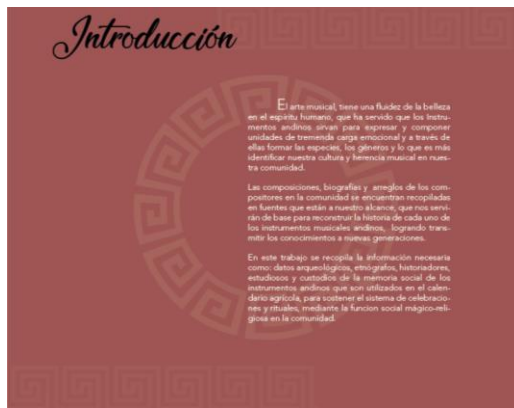 Introducción
El arte musical, tiene una fluidez de la belleza
en el espíritu humano, que ha servido que los Instru-
mentos andinos sirvan para expresar y componer
unidades de tremenda carga emocional y a través de
ellas formar las especies, los géneros y lo que es más
identificar nuestra cultura y herencia musical en nues-
tra comunidad.
Las composiciones, biografías y arreglos de los com-
positores en la comunidad se encuentran recopiladas
en fuentes que están a nuestro alcance, que nos servi-
rán de base para reconstruir la historia de cada uno de
los instrumentos musicales andinos, logrando trans-
mitir los conocimientos a nuevas generaciones.
En este trabajo se recopila la información necesaria
como: datos arqueológicos, etnógrafos, historiadores,
estudiosos y custodios de la memoria social de los
instrumentos andinos que son utilizados en el calen-
dario agrícola, para sostener el sistema de celebracio-
nes y rituales, mediante la funcion social mágico-reli-
giosa en la comunidad.